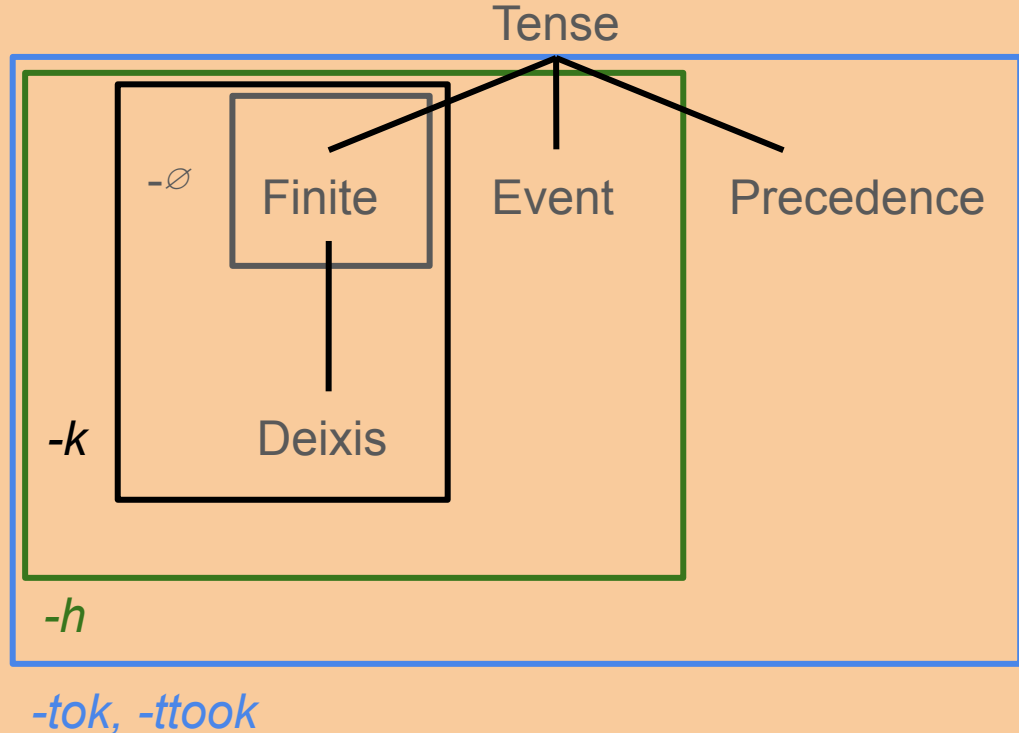 Tense
-∅
Finite
Event
Precedence
-k
Deixis
-h
-tok, -ttook